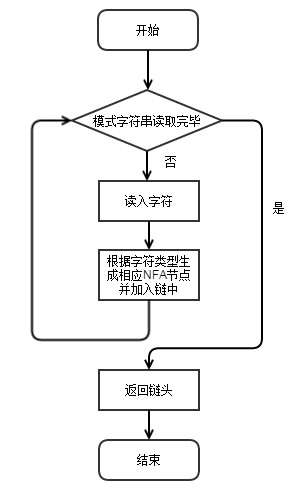 开始
模式字符串读取完毕
否
读入字符
是
根据字符类型生
成相应NFA节点
并加入链中
返回链头
结束